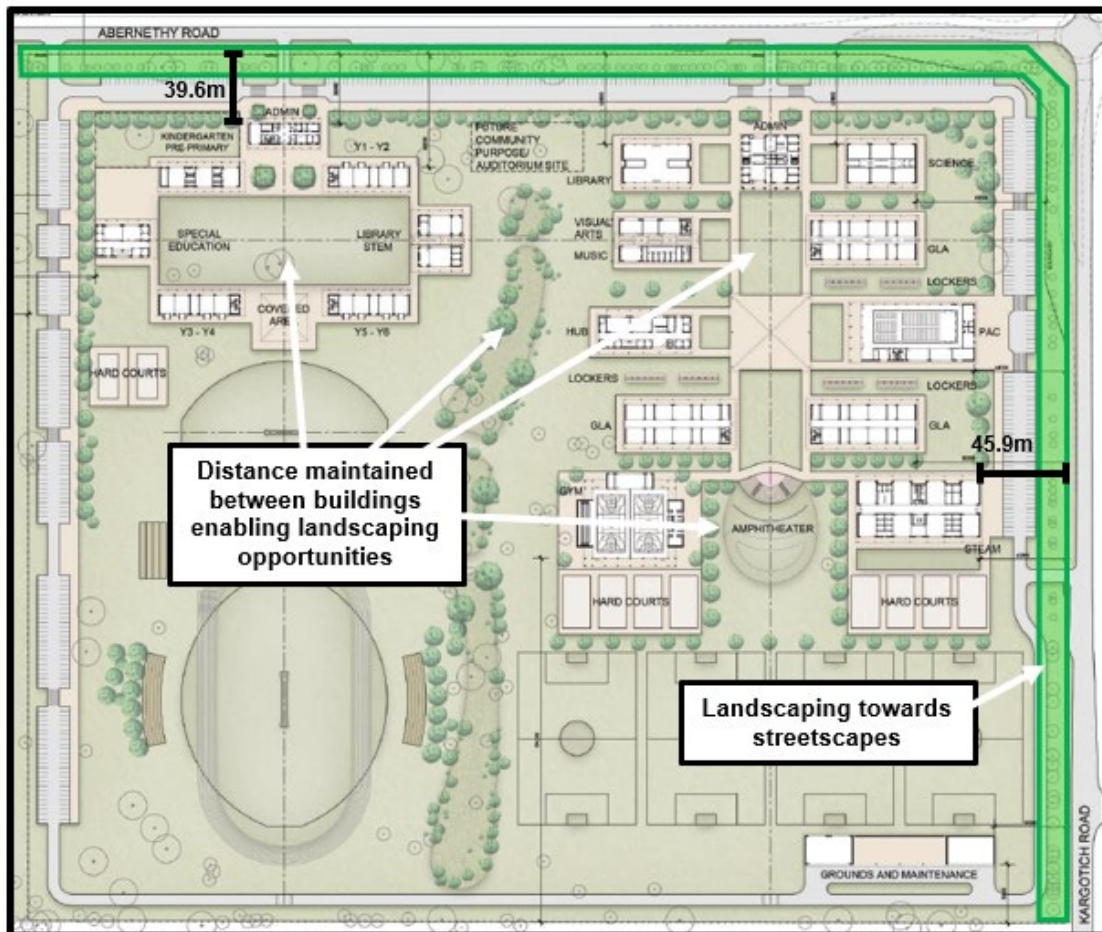 ABERNETHY ROAD
39.6m
ADMIN
KINDERGARTEN
PRE-PRIMARY
Y1 - Y2
FUTURE
COMMUNITY
PURPOSE/
AUDITORIUM SITE
ADMIN
LIBRARY
SCIENCE
SPECIAL
EDUCATION
LIBRARY
STEM
VISUAL
ARTS
MUSIC
GLA
LOCKERS
COVERED
AREA
Y3 - Y4
Y5 - Y6
HUB
PAC
HARD COURTS
LOCKERS
LOCKERS
GLA
GLA
45.9m
Distance maintained
between buildings
enabling landscaping
opportunities
GYM
AMPHITHEATER
STEAM
HARD COURTS
HARD COURTS
Landscaping towards
streetscapes
GROUNDS AND MAINTENANCE
KARGOTICH ROAD